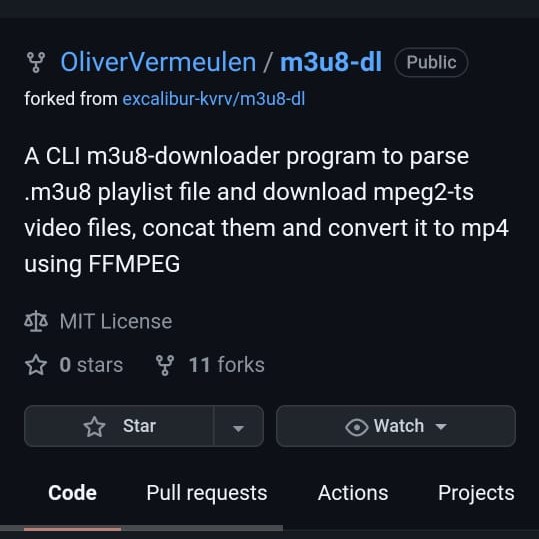 OliverVermeulen / m3u8-dl Public
forked from excalibur-kvrv/m3u8-dl
A CLI m3u8-downloader program to parse
.m3u8 playlist file and download mpeg2-ts
video files, concat them and convert it to mp4
using FFMPEG
MIT License
0 stars 11 forks
Star Watch
Code Pull requests Actions Projects